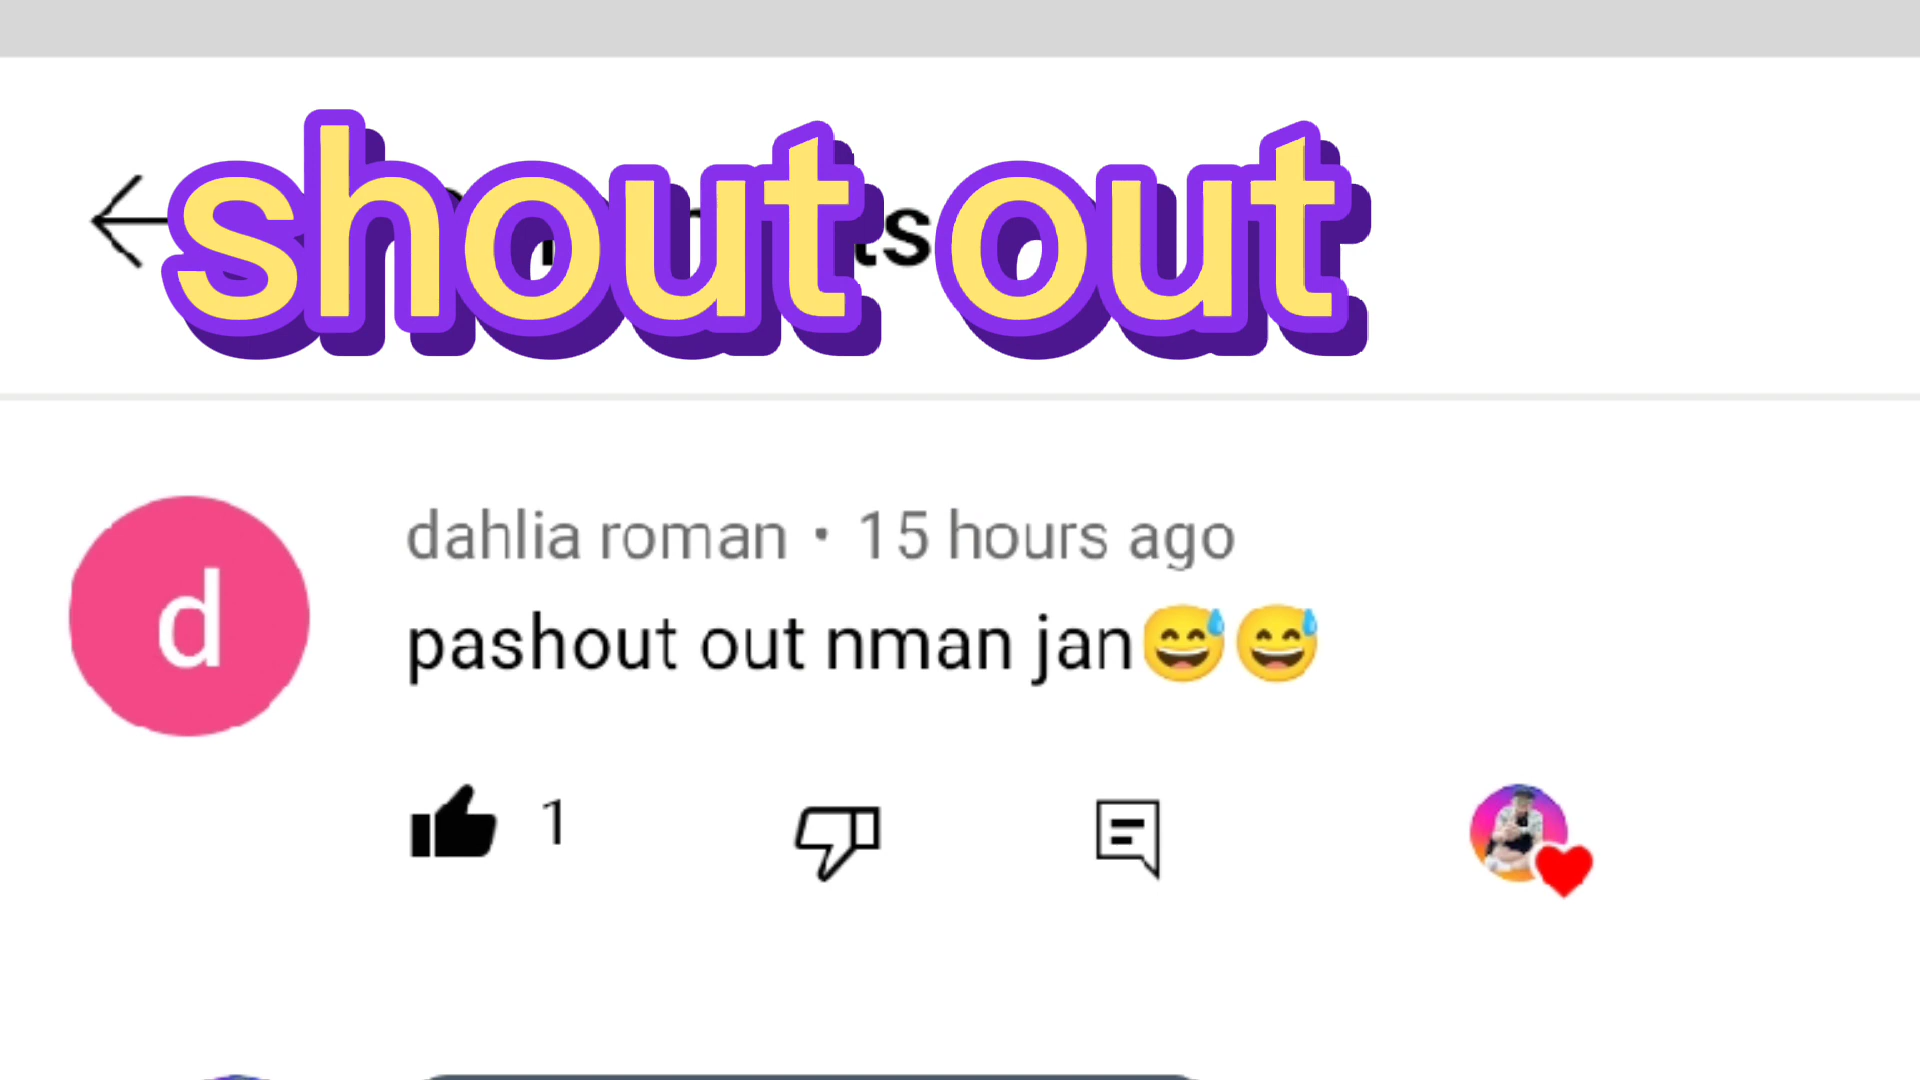 shout out
d
dahlia roman • 15 hours ago
pashout out nman jan😅😅
1